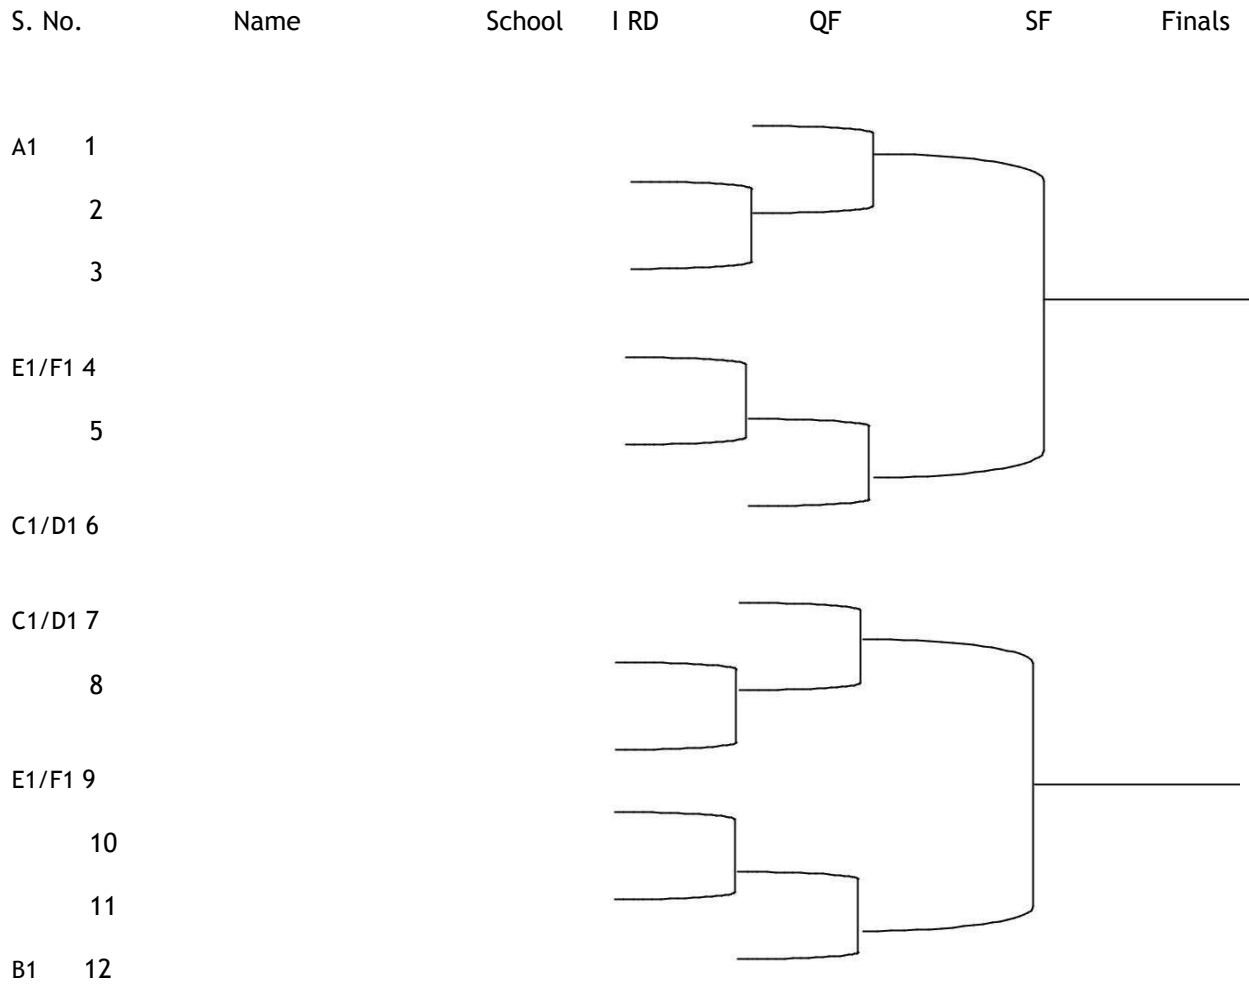 S. No. Name School I RD QF SF Finals
A1 1
2
3
E1/F1 4
5
C1/D1 6
C1/D1 7
8
E1/F1 9
10
11
B1 12